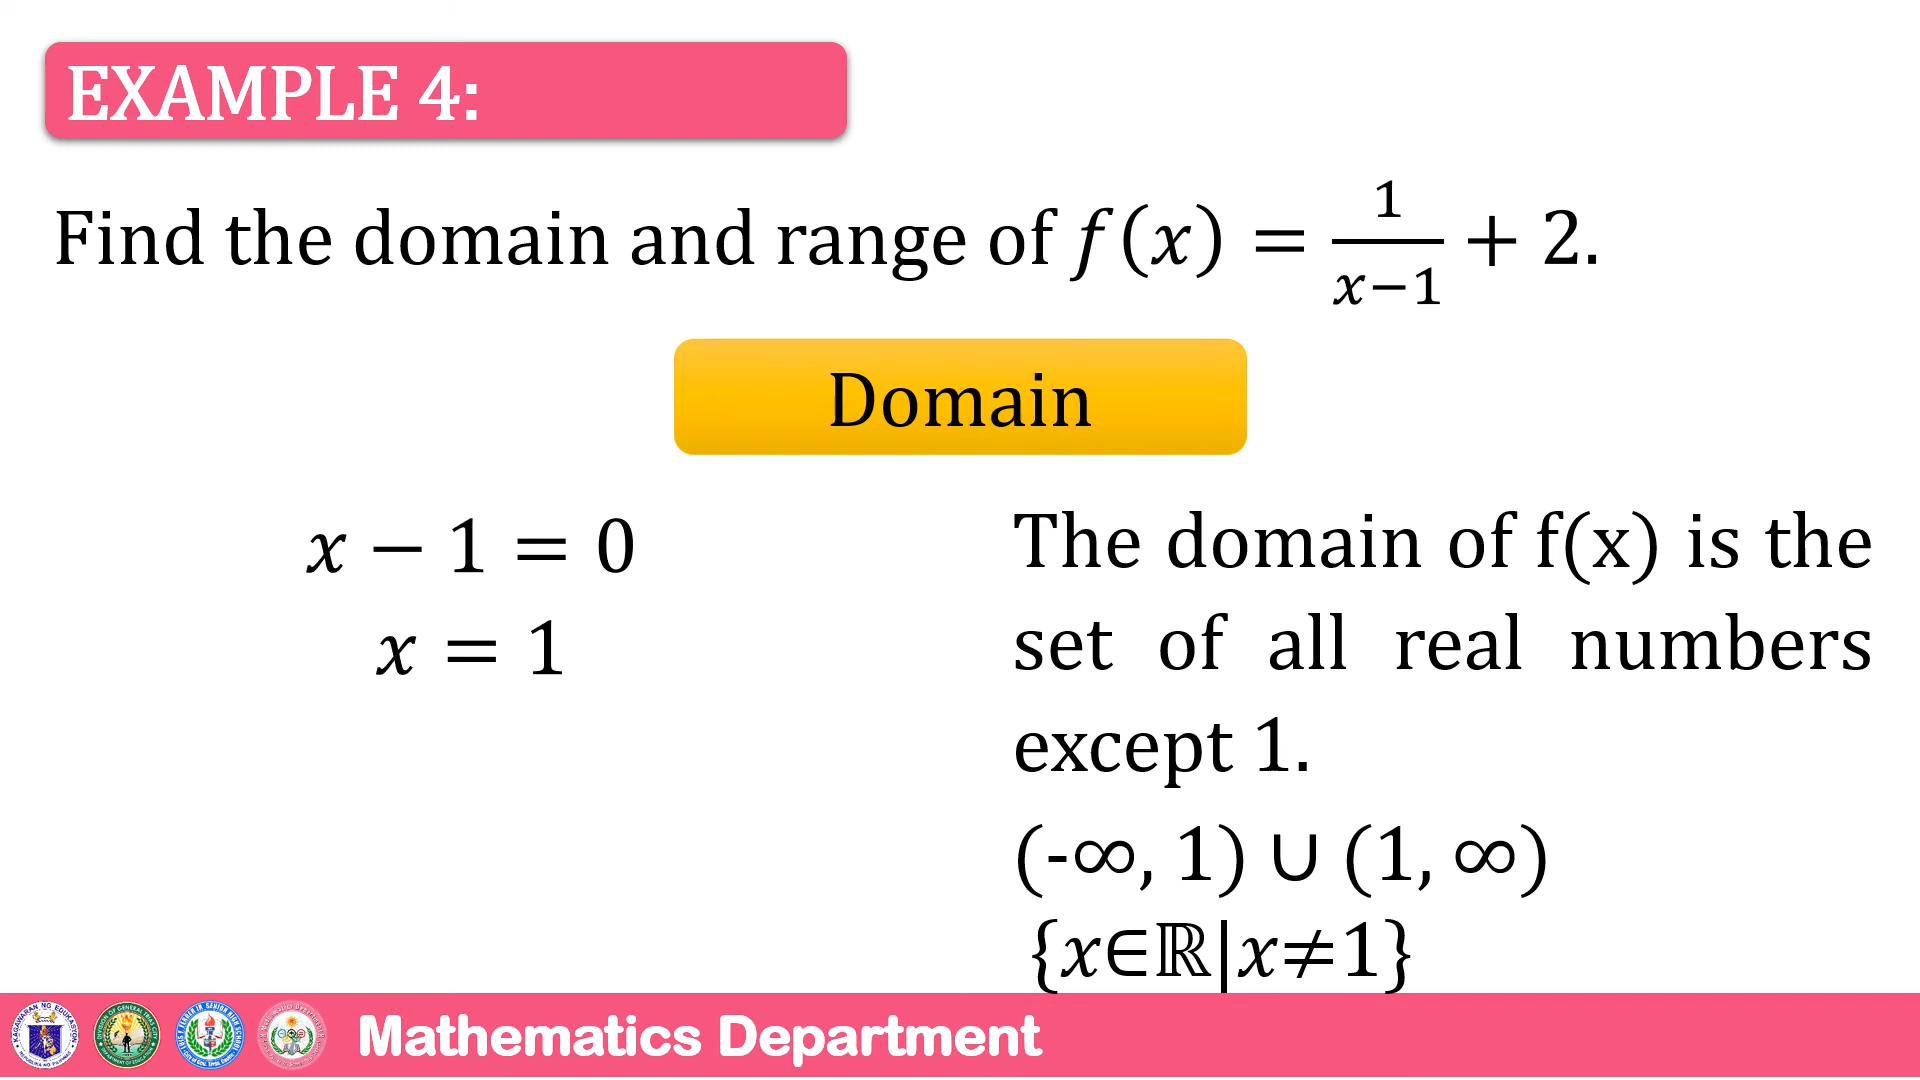 EXAMPLE 4:
Find the domain and range of f(x) = 1/(x−1) + 2.
Domain
x − 1 = 0
x = 1
The domain of f(x) is the
set of all real numbers
except 1.
(-∞, 1) ∪ (1, ∞)
{x∈ℝ|x≠1}
Mathematics Department